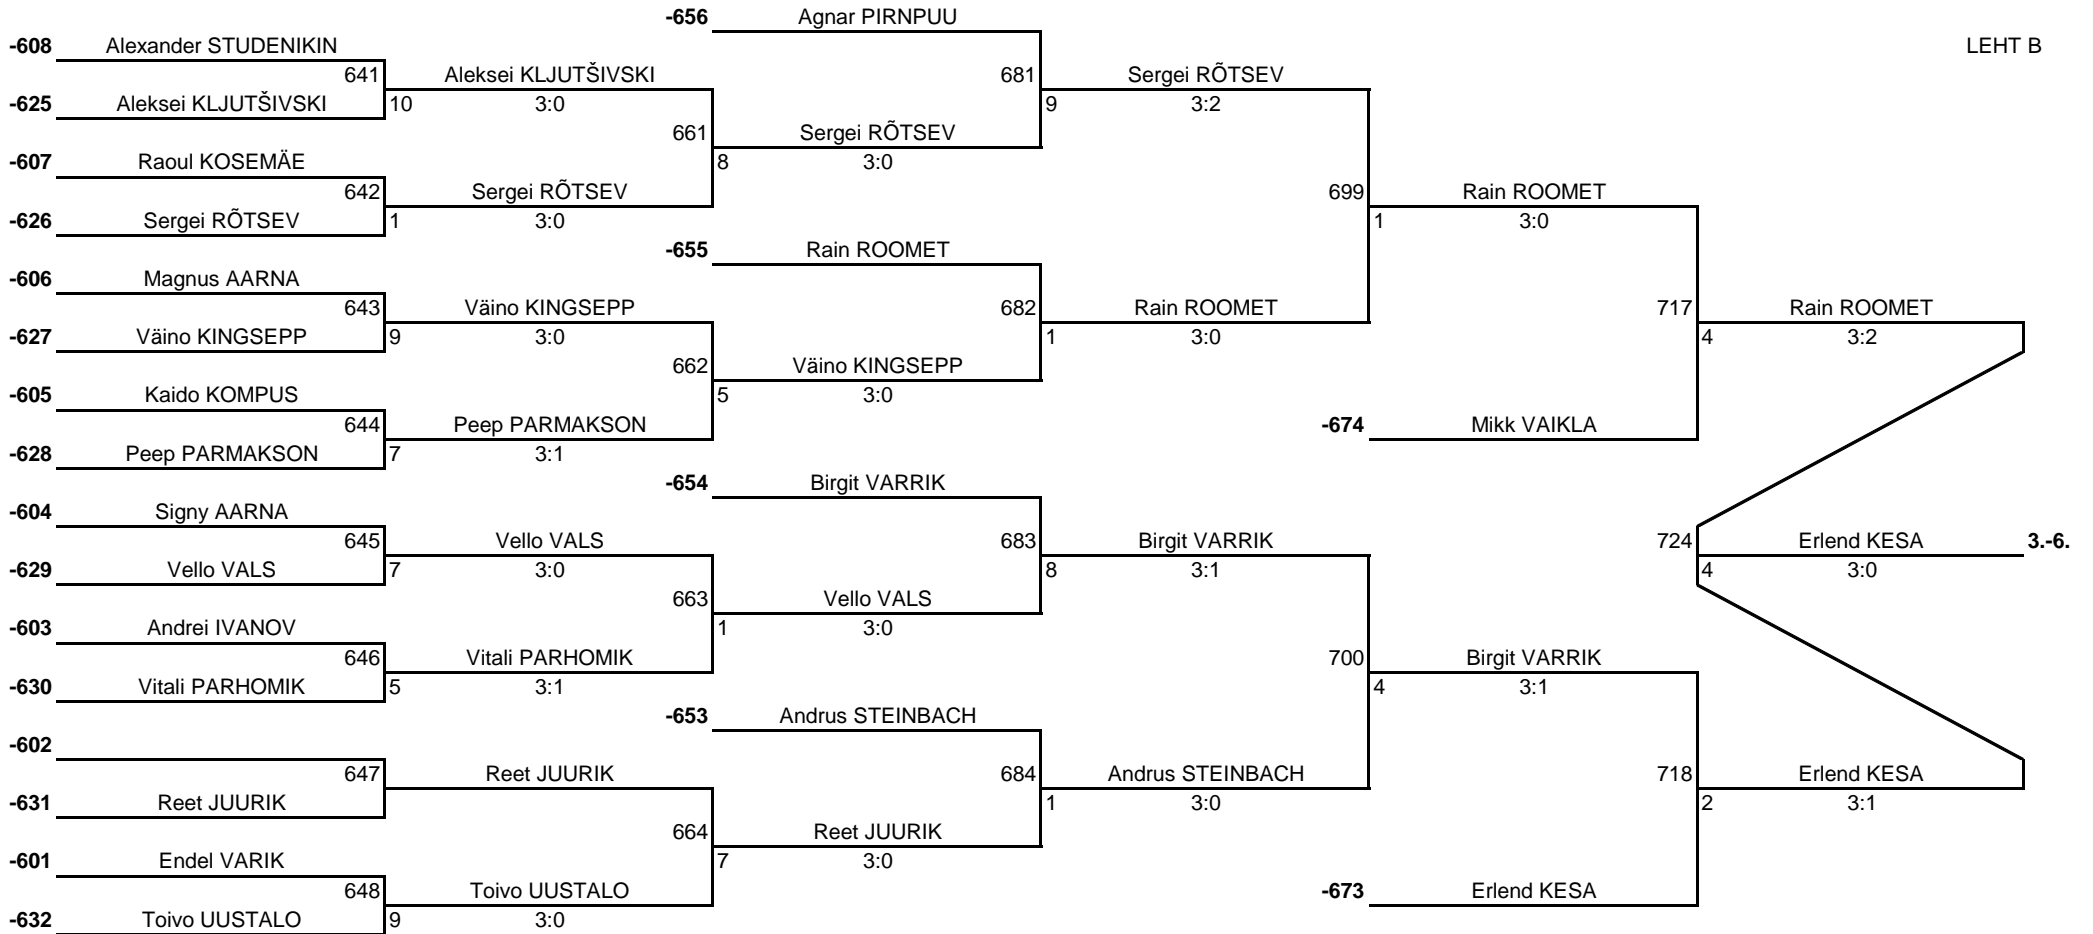 -656 Agnar PIRNPUU
-608 Alexander STUDENIKIN LEHT B
641 Aleksei KLJUTŠIVSKI 681 Sergei RÕTSEV
-625 Aleksei KLJUTŠIVSKI 10 3:0 9 3:2
661 Sergei RÕTSEV
-607 Raoul KOSEMÄE 8 3:0
642 Sergei RÕTSEV 699 Rain ROOMET
-626 Sergei RÕTSEV 1 3:0 1 3:0
-655 Rain ROOMET
-606 Magnus AARNA
643 Väino KINGSEPP 682 Rain ROOMET 717 Rain ROOMET
-627 Väino KINGSEPP 9 3:0 1 3:0 4 3:2
662 Väino KINGSEPP
-605 Kaido KOMPUS 5 3:0
644 Peep PARMAKSON -674 Mikk VAIKLA
-628 Peep PARMAKSON 7 3:1
-654 Birgit VARRIK
-604 Signy AARNA
645 Vello VALS 683 Birgit VARRIK 724 Erlend KESA 3.-6.
-629 Vello VALS 7 3:0 8 3:1 4 3:0
663 Vello VALS
-603 Andrei IVANOV 1 3:0
646 Vitali PARHOMIK 700 Birgit VARRIK
-630 Vitali PARHOMIK 5 3:1 4 3:1
-653 Andrus STEINBACH
-602
647 Reet JUURIK 684 Andrus STEINBACH 718 Erlend KESA
-631 Reet JUURIK 1 3:0 2 3:1
664 Reet JUURIK
-601 Endel VARIK 7 3:0
648 Toivo UUSTALO -673 Erlend KESA
-632 Toivo UUSTALO 9 3:0